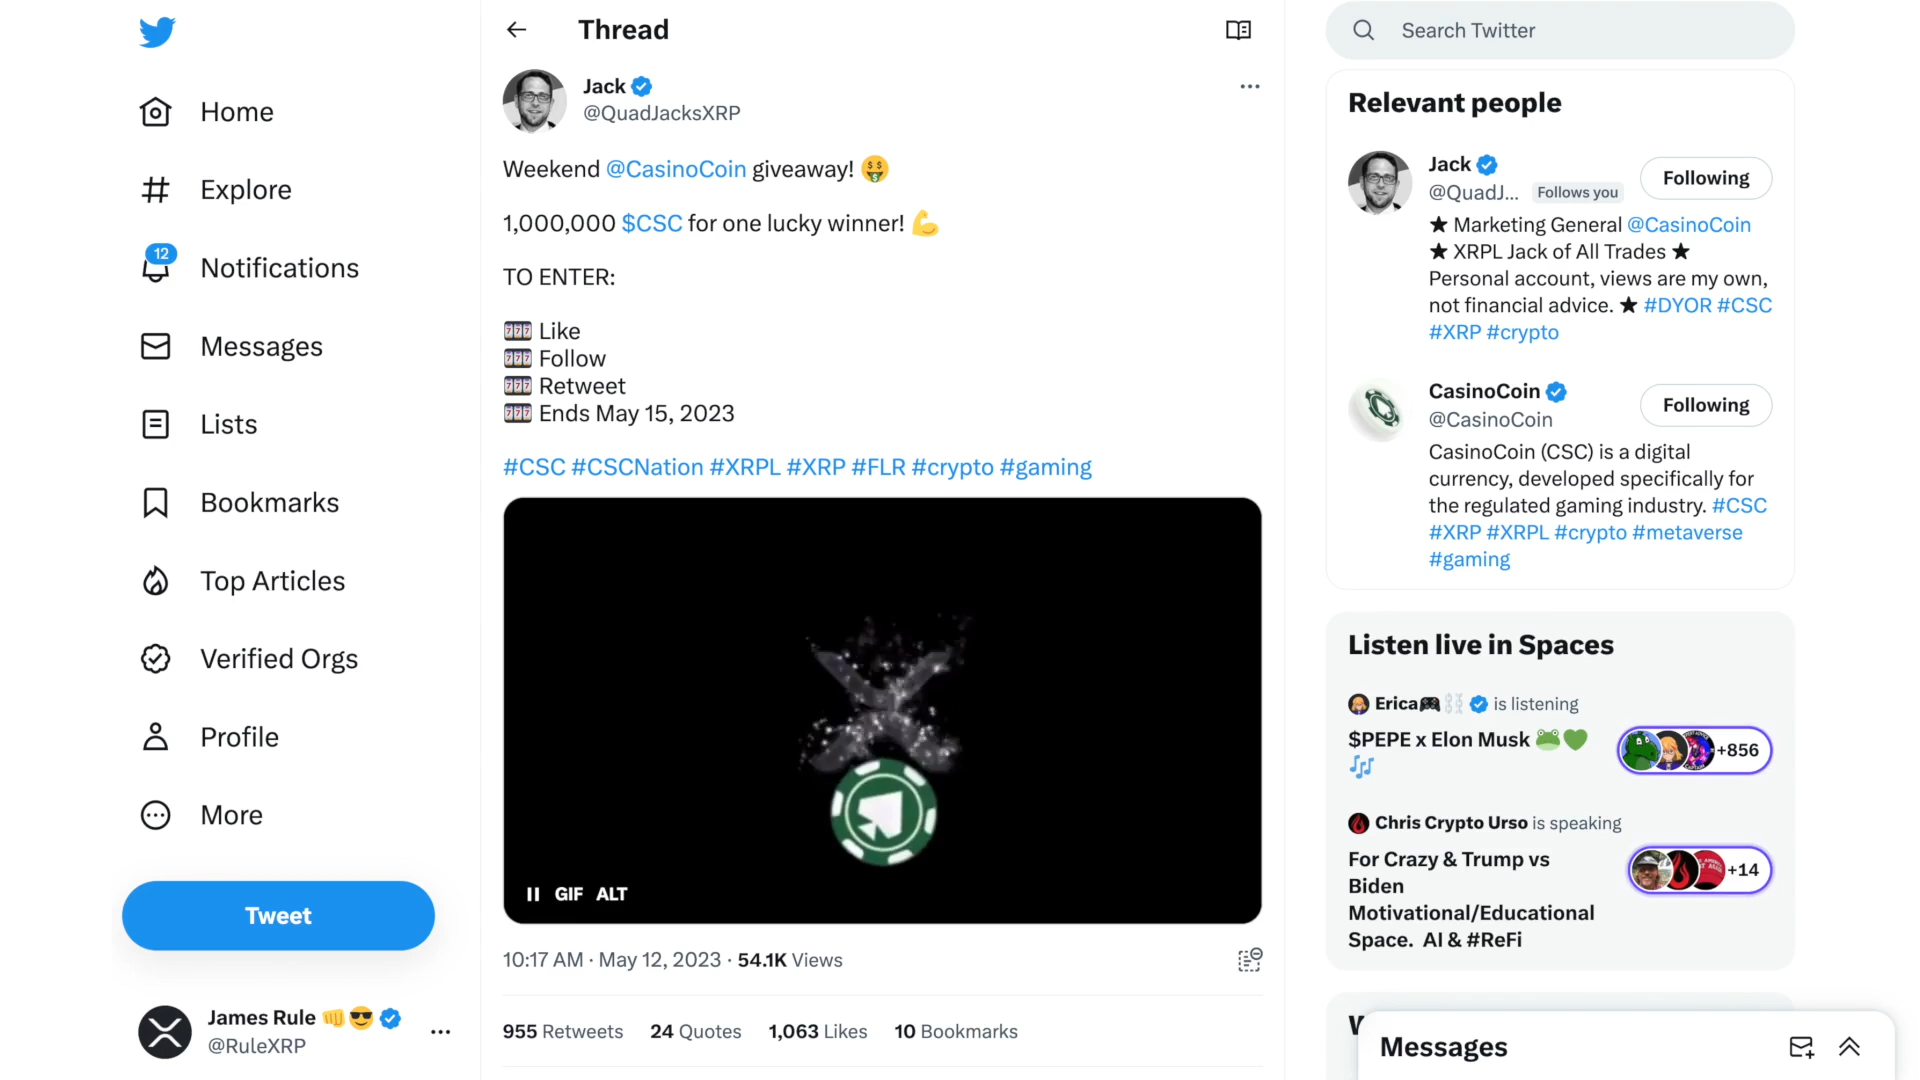 Home
Explore
12
Notifications
Messages
Lists
Bookmarks
Top Articles
Verified Orgs
Profile
More
Tweet
James Rule 👊😎
@RuleXRP
Thread
Jack
@QuadJacksXRP
Weekend @CasinoCoin giveaway! 🤑
1,000,000 $CSC for one lucky winner! 💪
TO ENTER:
🎰 Like
🎰 Follow
🎰 Retweet
🎰 Ends May 15, 2023
#CSC #CSCNation #XRPL #XRP #FLR #crypto #gaming
GIF ALT
10:17 AM · May 12, 2023 · 54.1K Views
955 Retweets 24 Quotes 1,063 Likes 10 Bookmarks
Search Twitter
Relevant people
Jack
Following
@QuadJ... Follows you
★ Marketing General @CasinoCoin
★ XRPL Jack of All Trades ★
Personal account, views are my own,
not financial advice. ★ #DYOR #CSC
#XRP #crypto
CasinoCoin
Following
@CasinoCoin
CasinoCoin (CSC) is a digital
currency, developed specifically for
the regulated gaming industry. #CSC
#XRP #XRPL #crypto #metaverse
#gaming
Listen live in Spaces
Erica🎮⛓ is listening
$PEPE x Elon Musk 🐸💚
🎶
+856
Chris Crypto Urso is speaking
For Crazy & Trump vs
Biden
Motivational/Educational
Space. AI & #ReFi
+14
Messages